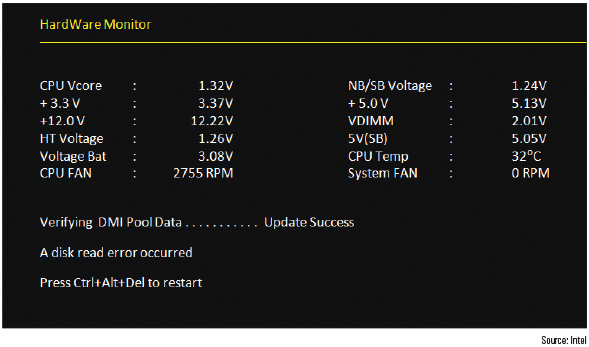 HardWare Monitor
CPU Vcore : 1.32V NB/SB Voltage : 1.24V
+ 3.3 V : 3.37V + 5.0 V : 5.13V
+12.0 V : 12.22V VDIMM : 2.01V
HT Voltage : 1.26V 5V(SB) : 5.05V
Voltage Bat : 3.08V CPU Temp : 32°C
CPU FAN : 2755 RPM System FAN : 0 RPM
Verifying DMI Pool Data . . . . . . . . . . . Update Success
A disk read error occurred
Press Ctrl+Alt+Del to restart
Source: Intel